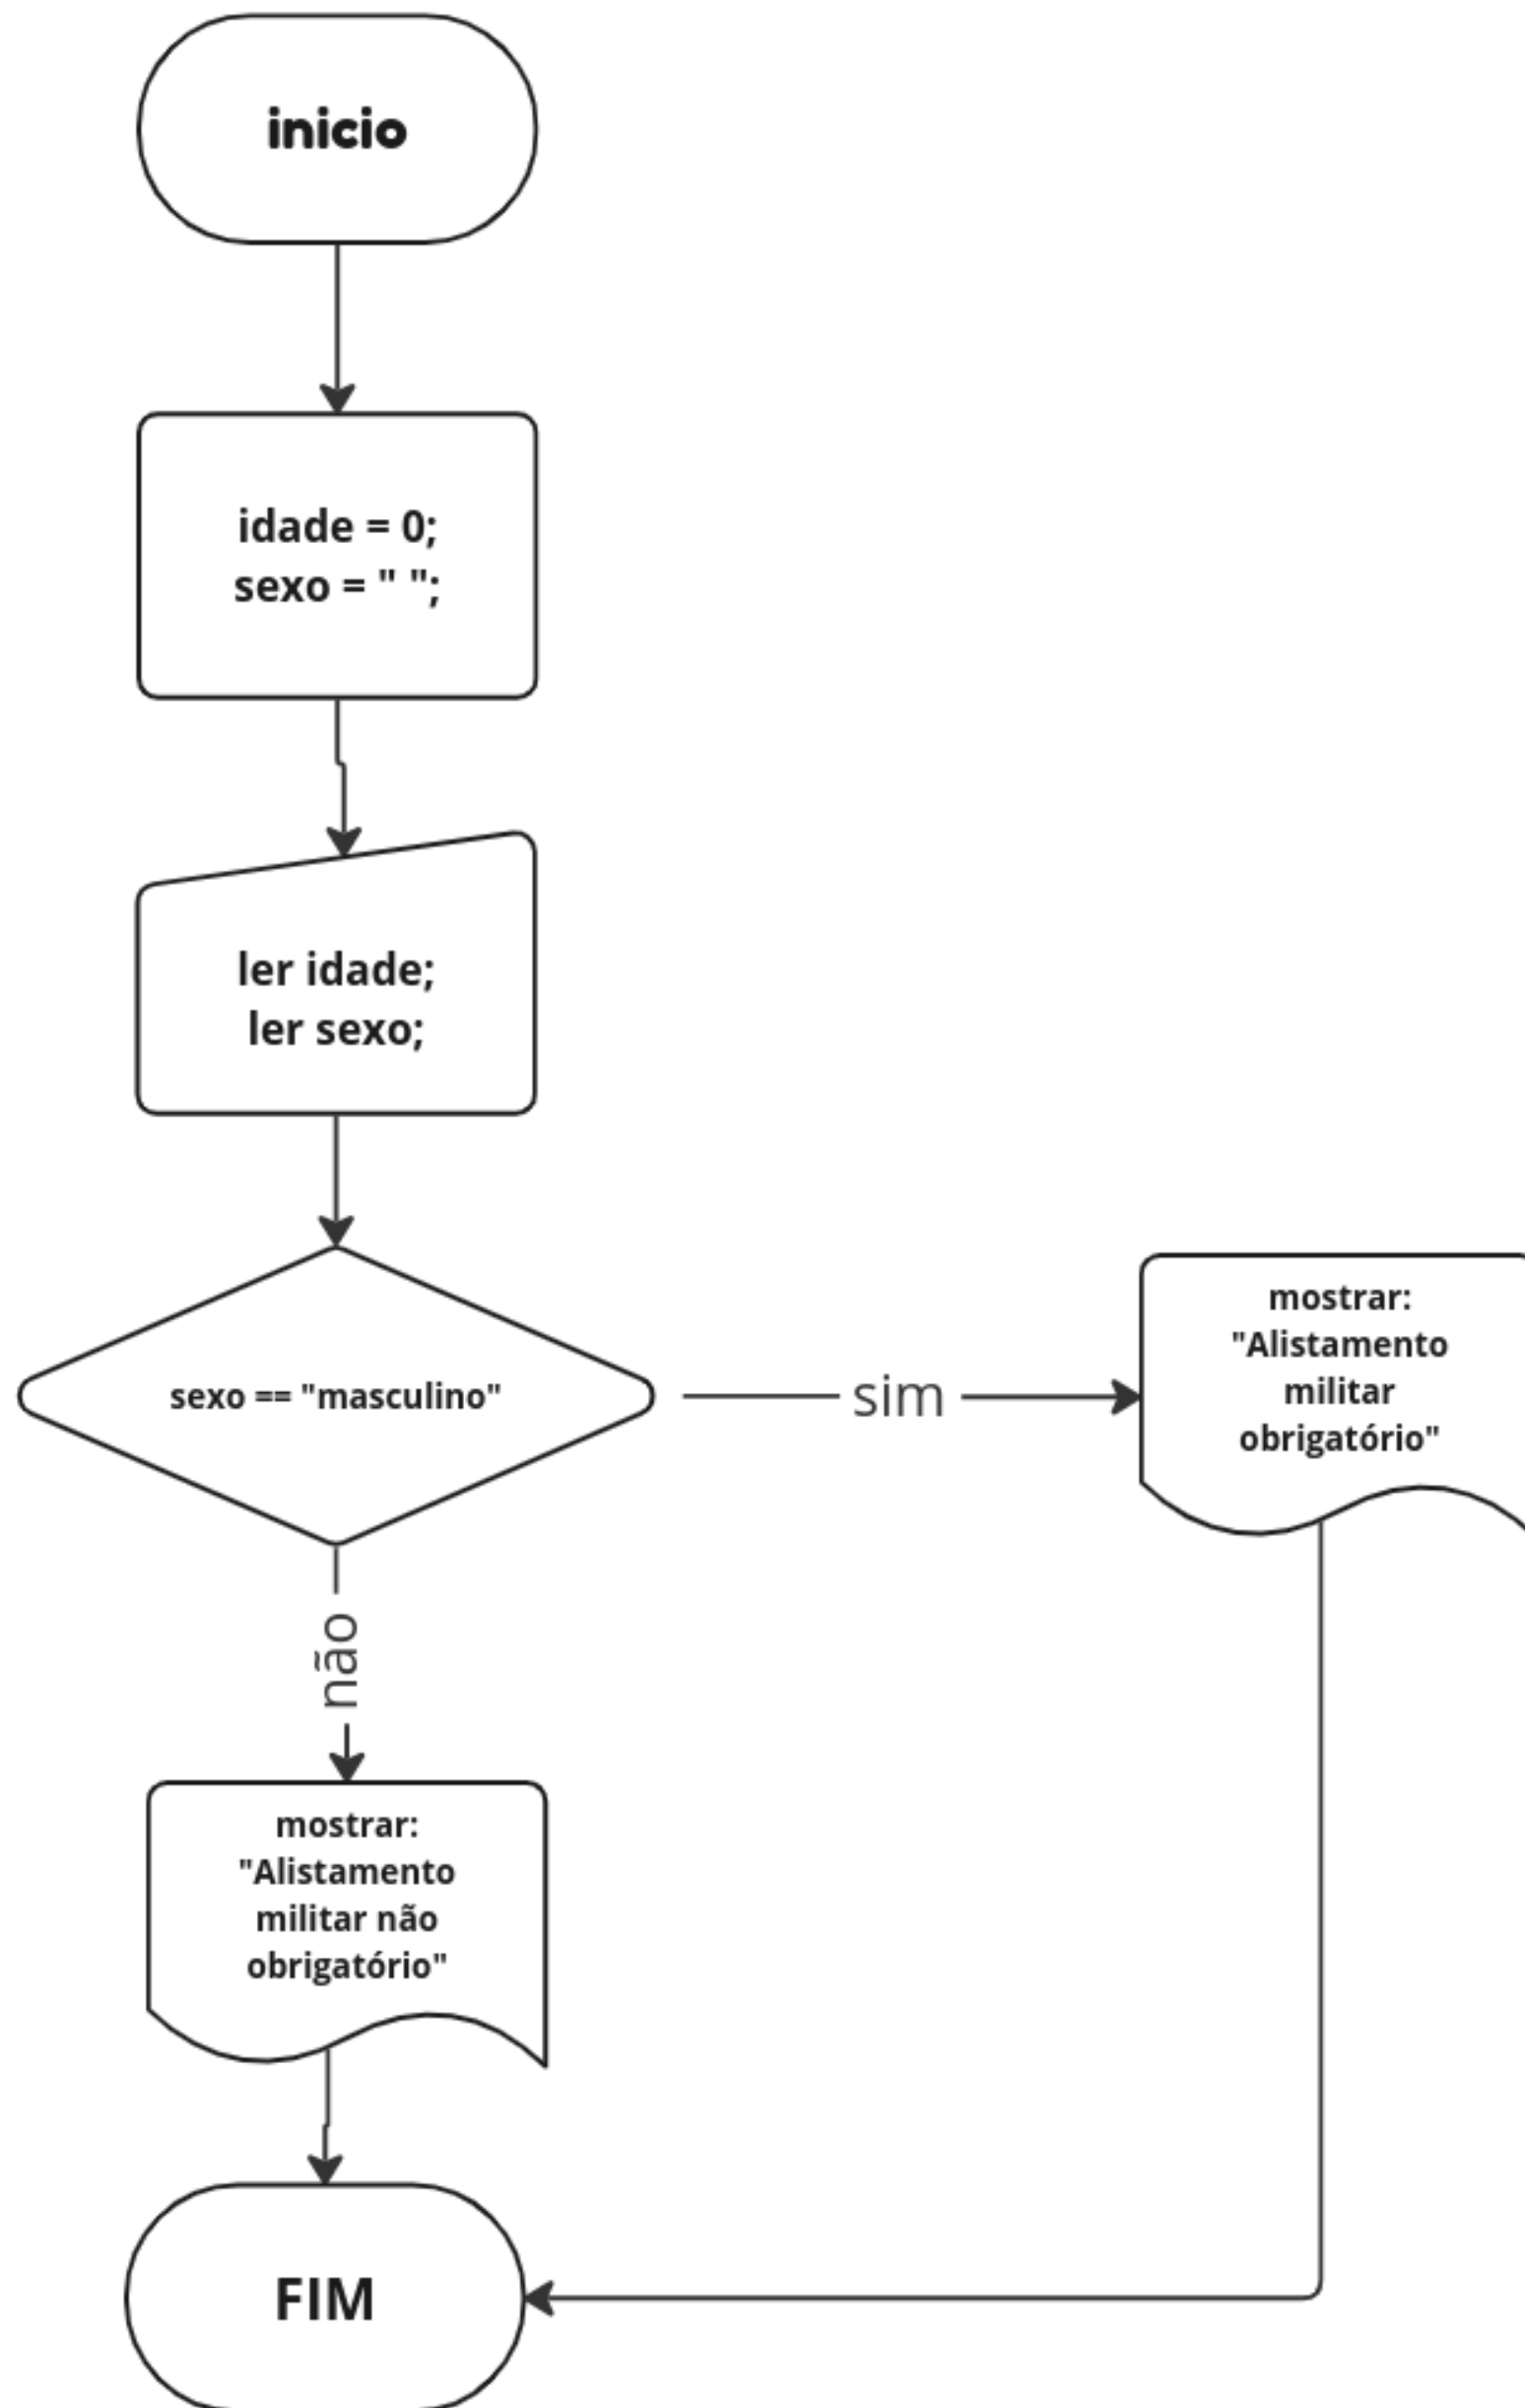 inicio
idade = 0;
sexo = " ";
ler idade;
ler sexo;
sexo == "masculino"
sim
mostrar:
"Alistamento
militar
obrigatório"
não
mostrar:
"Alistamento
militar não
obrigatório"
FIM